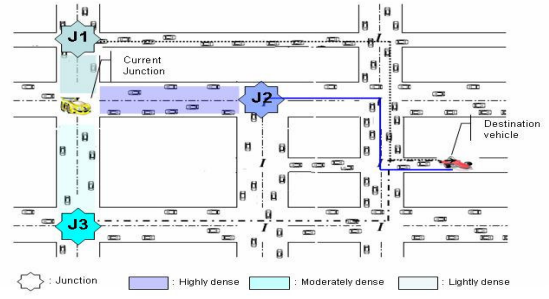 J1
Current
Junction
J2
Destination
vehicle
I
I
I
I
I
J3
: Junction
: Highly dense
: Moderately dense
: Lightly dense